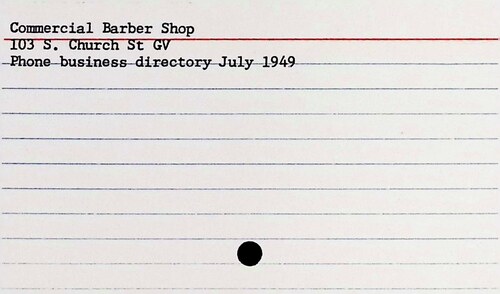 Commercial Barber Shop
103 S. Church St GV
Phone business directory July 1949